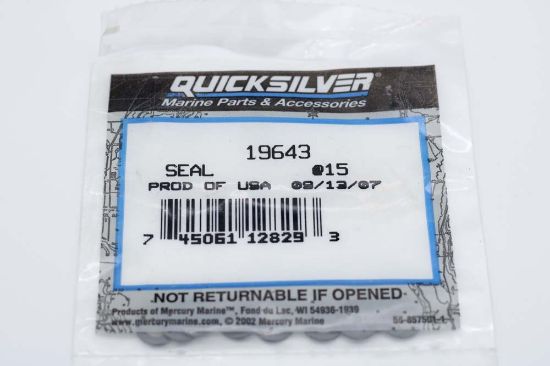 QUICKSILVER®
Marine Parts & Accessories
19643
SEAL @15
PROD OF USA 09/13/07
7 45061 12829 3
NOT RETURNABLE IF OPENED
Products of Mercury Marine™, Fond du Lac, WI 54936-1939
www.mercurymarine.com © 2002 Mercury Marine